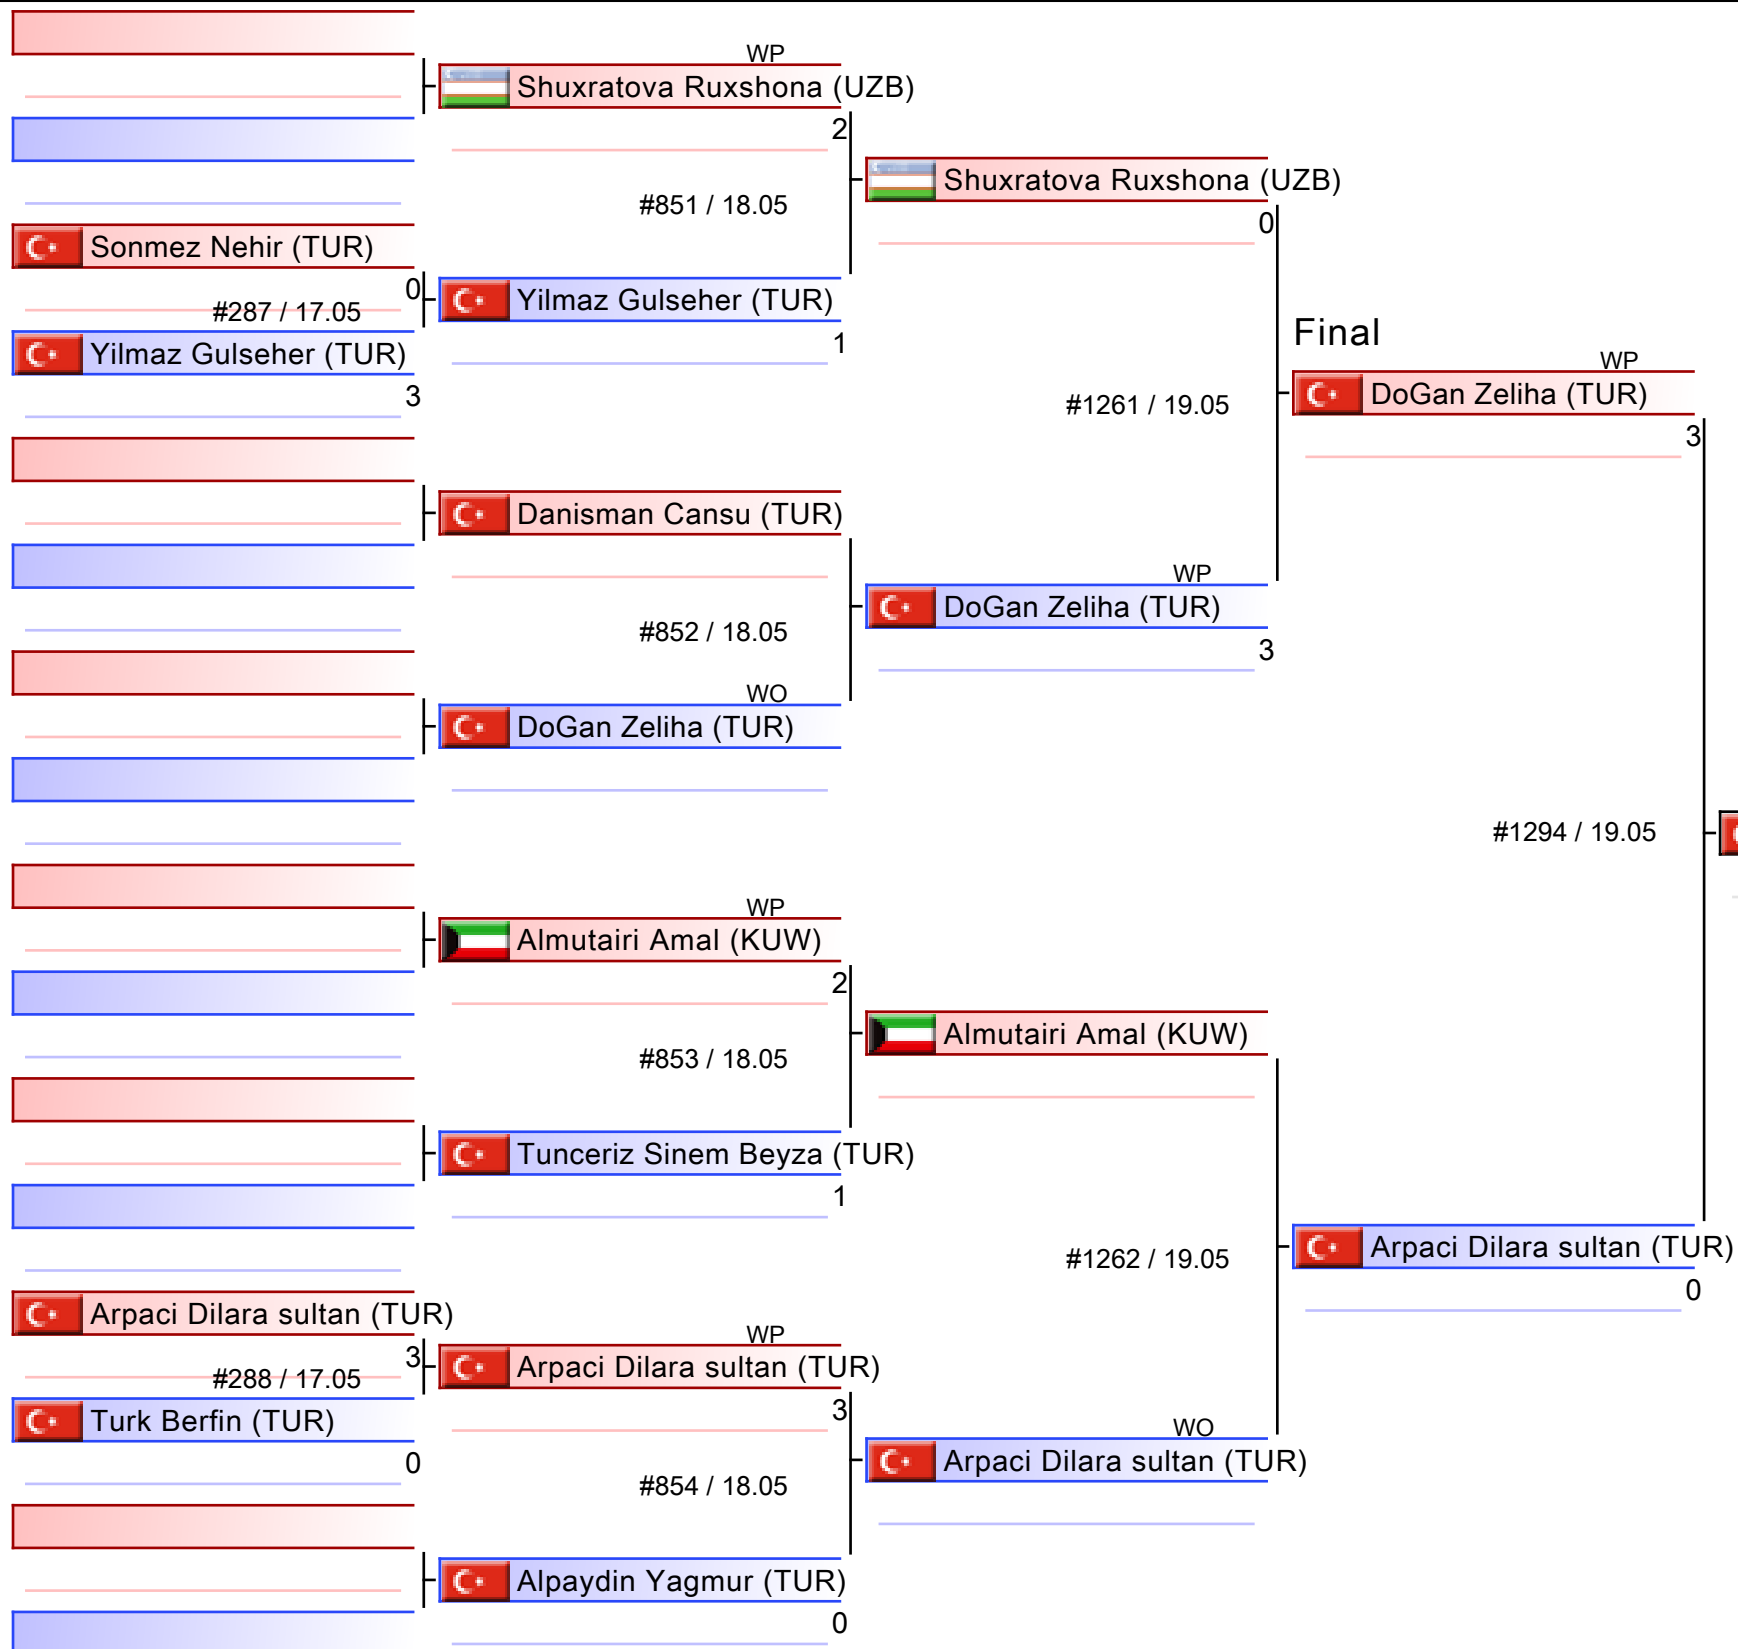 WP
Shuxratova Ruxshona (UZB)
2
#851 / 18.05
Shuxratova Ruxshona (UZB)
0
Sonmez Nehir (TUR)
0
#287 / 17.05
Yilmaz Gulseher (TUR)
1
Yilmaz Gulseher (TUR)
3
Final
WP
DoGan Zeliha (TUR)
3
#1261 / 19.05
Danisman Cansu (TUR)
#852 / 18.05
WP
DoGan Zeliha (TUR)
3
WO
DoGan Zeliha (TUR)
#1294 / 19.05
WP
Almutairi Amal (KUW)
2
#853 / 18.05
Almutairi Amal (KUW)
Tunceriz Sinem Beyza (TUR)
1
#1262 / 19.05
Arpaci Dilara sultan (TUR)
0
Arpaci Dilara sultan (TUR)
3
#288 / 17.05
Turk Berfin (TUR)
0
WP
Arpaci Dilara sultan (TUR)
3
#854 / 18.05
WO
Arpaci Dilara sultan (TUR)
Alpaydin Yagmur (TUR)
0